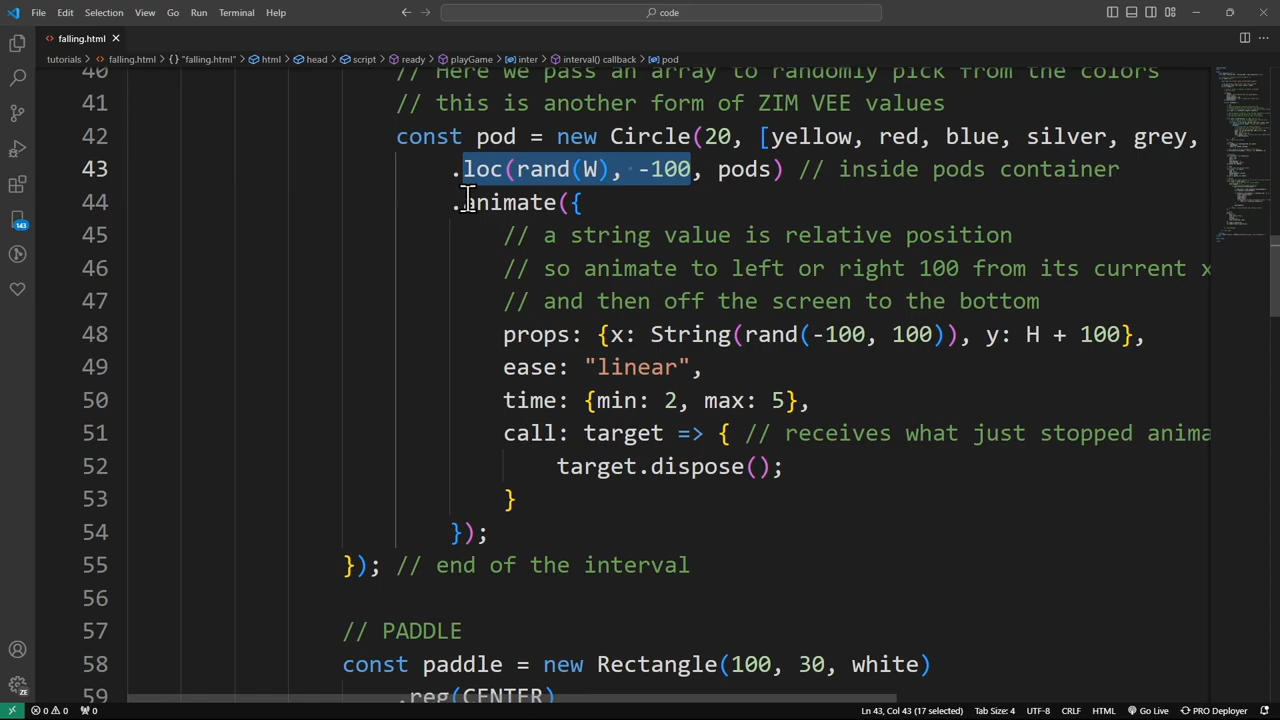 File Edit Selection View Go Run Terminal Help
code
falling.html
tutorials > falling.html > {} "falling.html" > html > head > script > ready > playGame > inter > interval() callback > pod
40 // Here we pass an array to randomly pick from the colors
41 // this is another form of ZIM VEE values
42 const pod = new Circle(20, [yellow, red, blue, silver, grey,
43 .loc(rand(W), -100, pods) // inside pods container
44 .animate({
45 // a string value is relative position
46 // so animate to left or right 100 from its current x
47 // and then off the screen to the bottom
48 props: {x: String(rand(-100, 100)), y: H + 100},
49 ease: "linear",
50 time: {min: 2, max: 5},
51 call: target => { // receives what just stopped anima
52 target.dispose();
53 }
54 });
55 }); // end of the interval
56
57 // PADDLE
58 const paddle = new Rectangle(100, 30, white)
59 .reg(CENTER)
143
ZE
0 0 0 Ln 43, Col 43 (17 selected) Tab Size: 4 UTF-8 CRLF HTML Go Live PRO Deployer